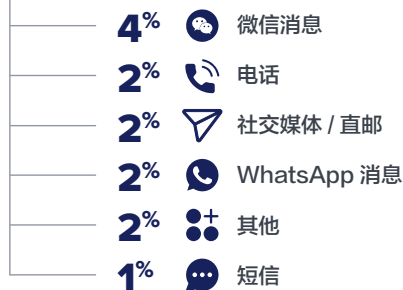 4% 微信消息
2% 电话
2% 社交媒体 / 直邮
2% WhatsApp 消息
2% 其他
1% 短信